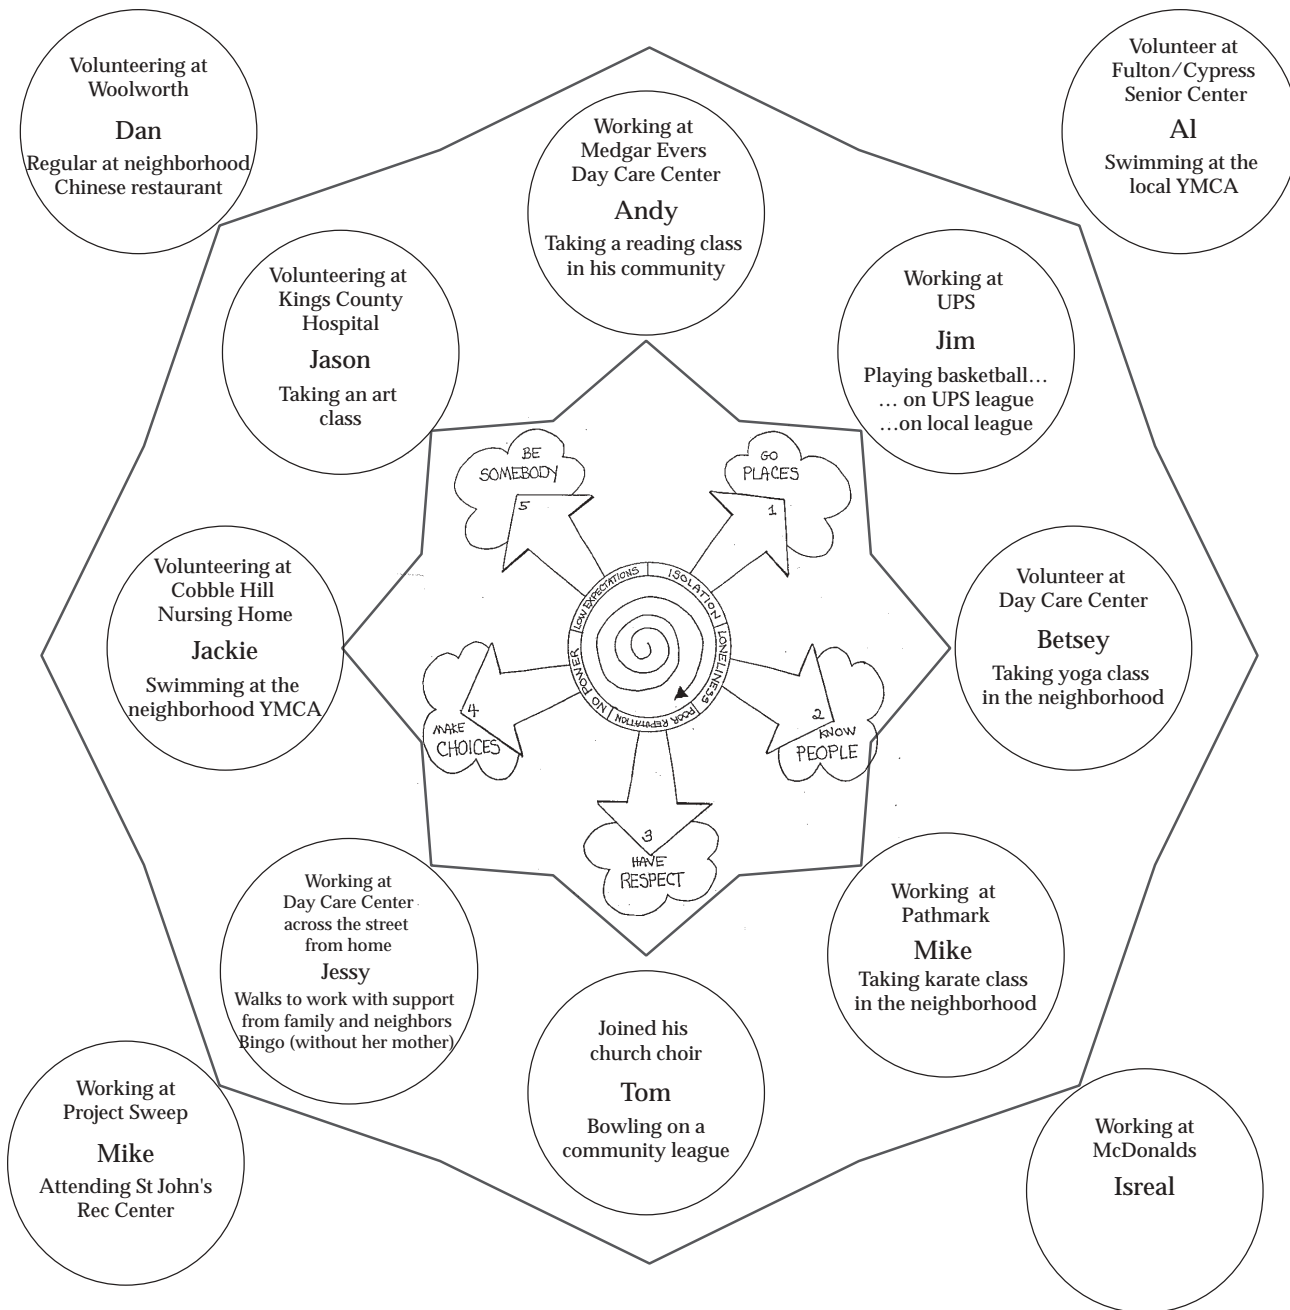 Volunteering at
Woolworth
Dan
Regular at neighborhood
Chinese restaurant
Volunteer at
Fulton/Cypress
Senior Center
Al
Swimming at the
local YMCA
Working at
Medgar Evers
Day Care Center
Andy
Taking a reading class
in his community
Volunteering at
Kings County
Hospital
Jason
Taking an art
class
Working at
UPS
Jim
Playing basketball…
… on UPS league
…on local league
BE
SOMEBODY
5
GO
PLACES
1
LOW EXPECTATIONS
ISOLATION
LONELINESS
POOR REPUTATION
NO POWER
Volunteering at
Cobble Hill
Nursing Home
Jackie
Swimming at the
neighborhood YMCA
Volunteer at
Day Care Center
Betsey
Taking yoga class
in the neighborhood
4
MAKE
CHOICES
2
KNOW
PEOPLE
3
HAVE
RESPECT
Working at
Day Care Center
across the street
from home
Jessy
Walks to work with support
from family and neighbors
Bingo (without her mother)
Working at
Pathmark
Mike
Taking karate class
in the neighborhood
Joined his
church choir
Tom
Bowling on a
community league
Working at
Project Sweep
Mike
Attending St John's
Rec Center
Working at
McDonalds
Isreal